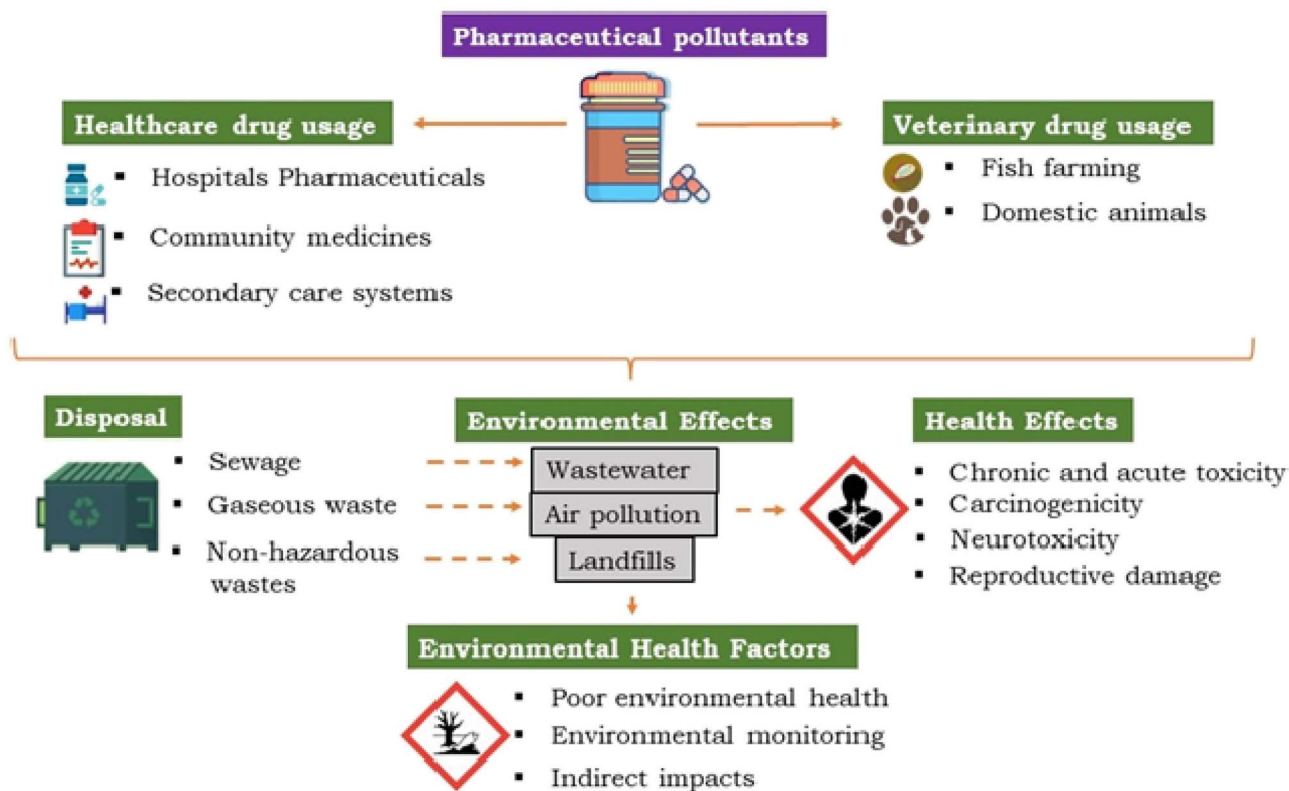 Pharmaceutical pollutants
Healthcare drug usage
Hospitals Pharmaceuticals
Community medicines
Secondary care systems
Veterinary drug usage
Fish farming
Domestic animals
Disposal
Sewage
Gaseous waste
Non-hazardous
wastes
Environmental Effects
Wastewater
Air pollution
Landfills
Health Effects
Chronic and acute toxicity
Carcinogenicity
Neurotoxicity
Reproductive damage
Environmental Health Factors
Poor environmental health
Environmental monitoring
Indirect impacts